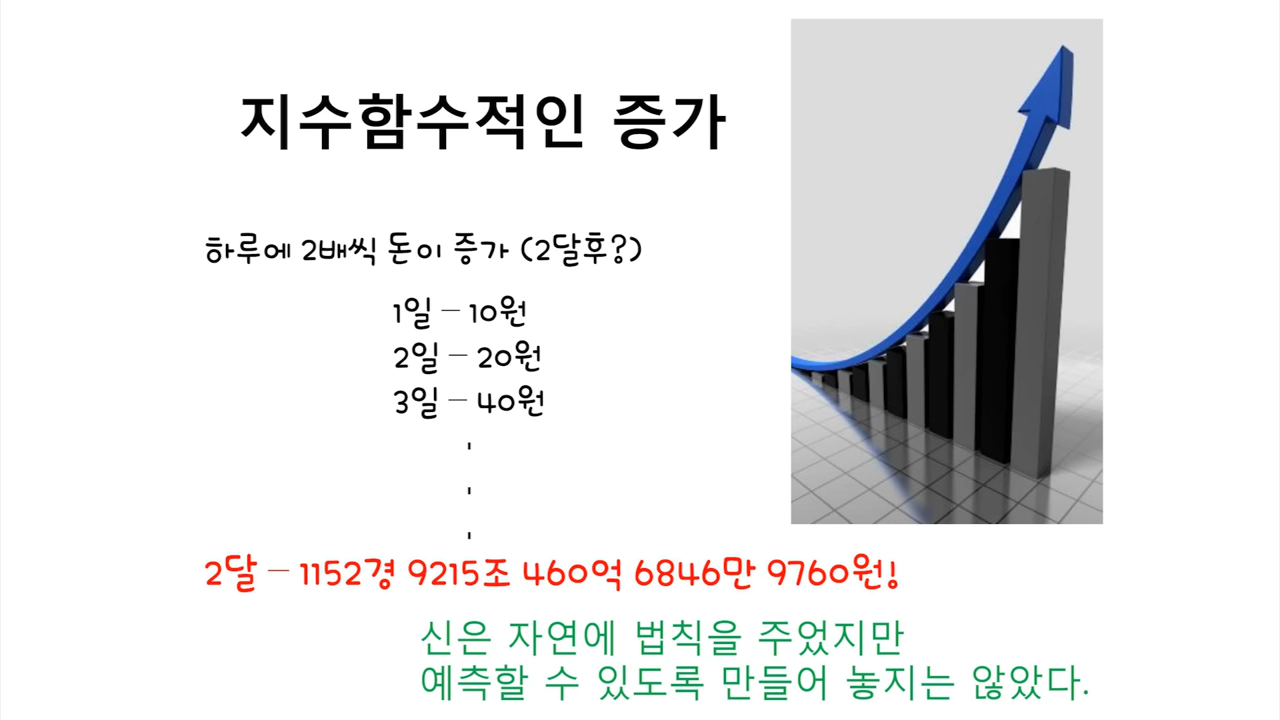 지수함수적인 증가
하루에 2배씩 돈이 증가 (2달후?)
1일 – 10원
2일 – 20원
3일 – 40원
'
'
'
2달 – 1152경 9215조 460억 6846만 9760원!
신은 자연에 법칙을 주었지만
예측할 수 있도록 만들어 놓지는 않았다.